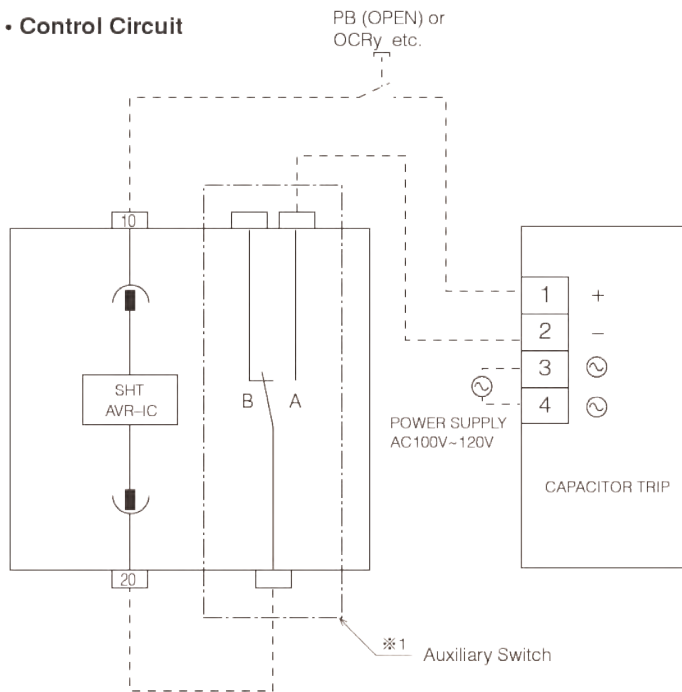 • Control Circuit
PB (OPEN) or
OCRy etc.
10
1 +
2 −
3
4
SHT
AVR-IC
B A
POWER SUPPLY
AC100V~120V
CAPACITOR TRIP
20
※1 Auxiliary Switch